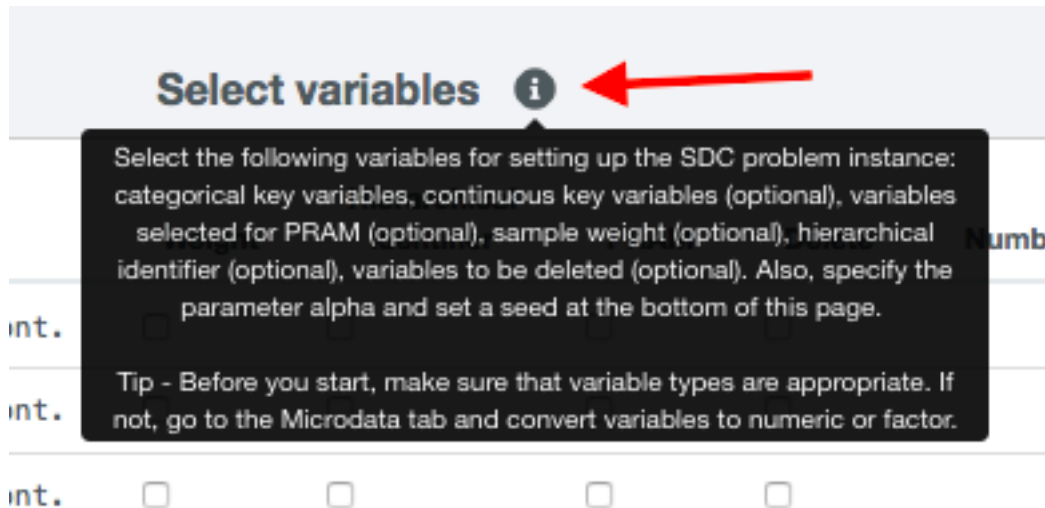 Select variables
Select the following variables for setting up the SDC problem instance:
categorical key variables, continuous key variables (optional), variables
selected for PRAM (optional), sample weight (optional), hierarchical
identifier (optional), variables to be deleted (optional). Also, specify the
parameter alpha and set a seed at the bottom of this page.
Tip - Before you start, make sure that variable types are appropriate. If
not, go to the Microdata tab and convert variables to numeric or factor.
Numb
ont.
ont.
ont.